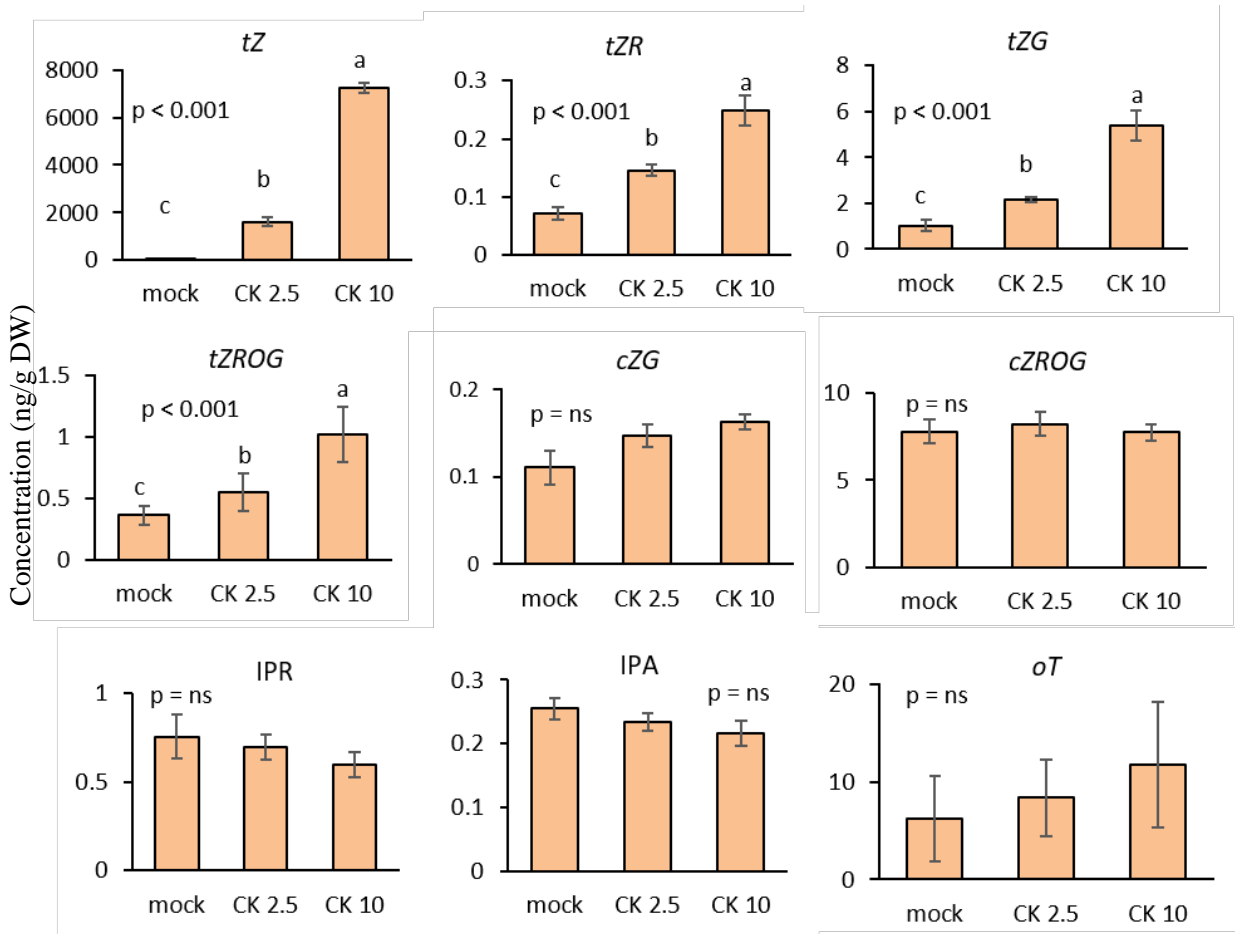 Concentration (ng/g DW)
tZ
8000
6000
4000
2000
0
p < 0.001
c
b
a
mock CK 2.5 CK 10
tZR
0.3
0.2
0.1
0
p < 0.001
c
b
a
mock CK 2.5 CK 10
tZG
8
6
4
2
0
p < 0.001
c
b
a
mock CK 2.5 CK 10
tZROG
1.5
1
0.5
0
p < 0.001
c
b
a
mock CK 2.5 CK 10
cZG
0.2
0.1
0
p = ns
mock CK 2.5 CK 10
cZROG
10
5
0
p = ns
mock CK 2.5 CK 10
IPR
1
0.5
0
p = ns
mock CK 2.5 CK 10
IPA
0.3
0.2
0.1
0
p = ns
mock CK 2.5 CK 10
oT
20
10
0
p = ns
mock CK 2.5 CK 10